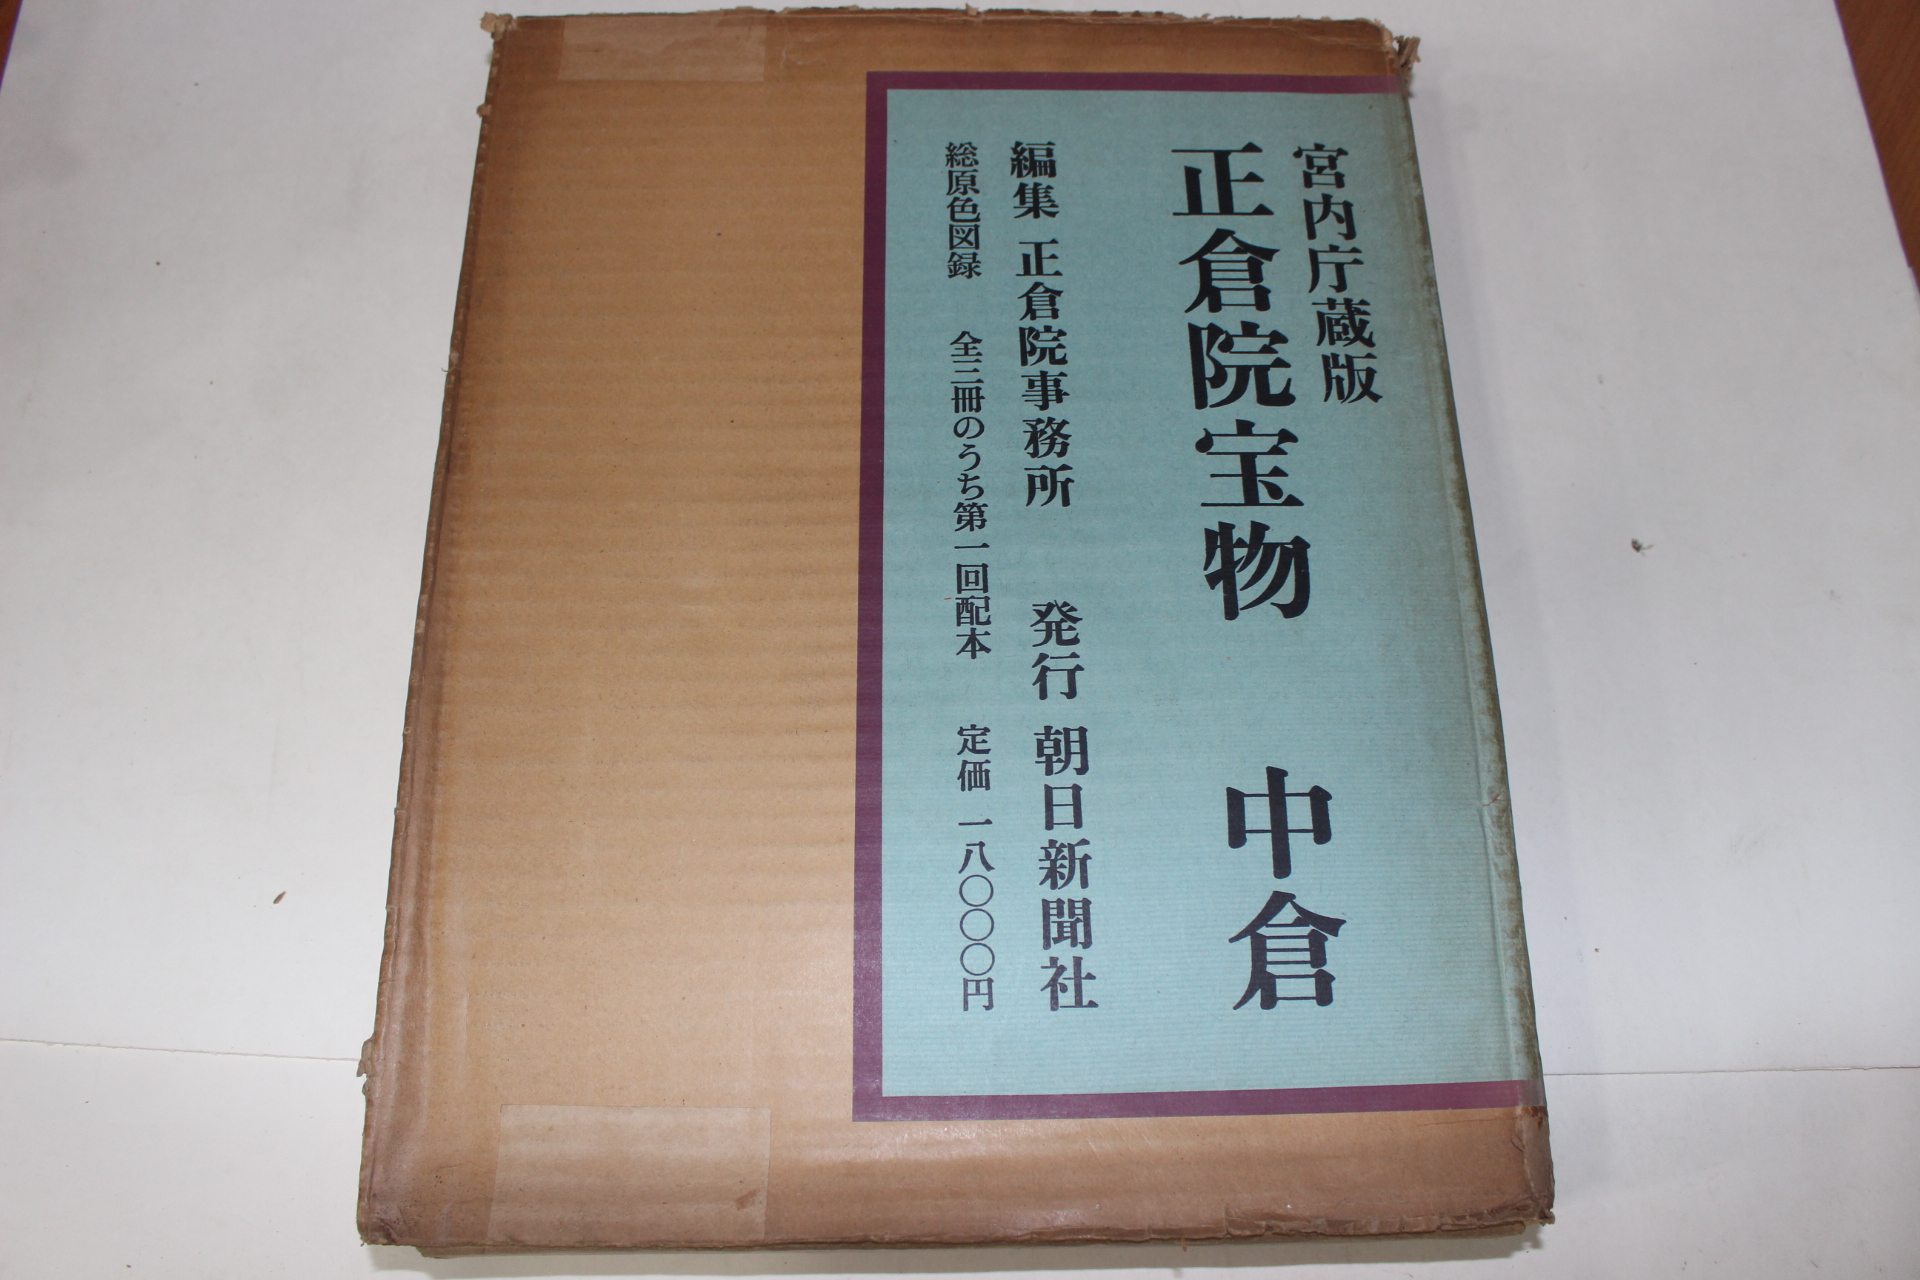 宮内庁蔵版
正倉院宝物 中倉
編集 正倉院事務所 発行 朝日新聞社
総原色図録 全三冊のうち第一回配本 定価 一八〇〇〇円